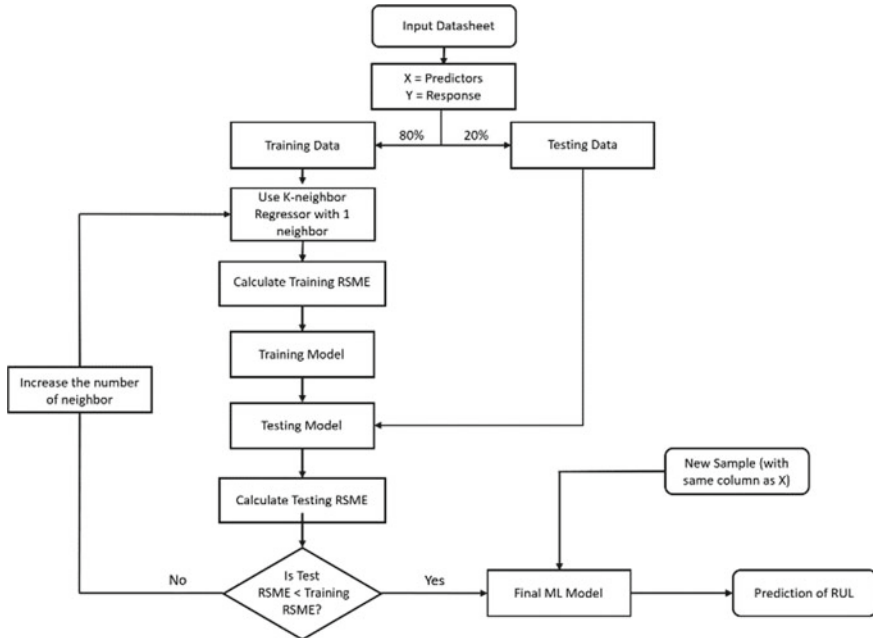 Input Datasheet
X = Predictors
Y = Response
80%
20%
Training Data
Testing Data
Use K-neighbor
Regressor with 1
neighbor
Calculate Training RSME
Training Model
Increase the number
of neighbor
Testing Model
New Sample (with
same column as X)
Calculate Testing RSME
No
Is Test
RSME < Training
RSME?
Yes
Final ML Model
Prediction of RUL